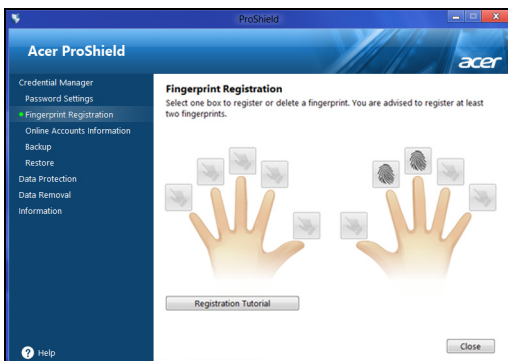 ProShield
Acer ProShield
acer
Credential Manager
Password Settings
Fingerprint Registration
Online Accounts Information
Backup
Restore
Data Protection
Data Removal
Information
Fingerprint Registration
Select one box to register or delete a fingerprint. You are advised to register at least
two fingerprints.
Registration Tutorial
? Help
Close